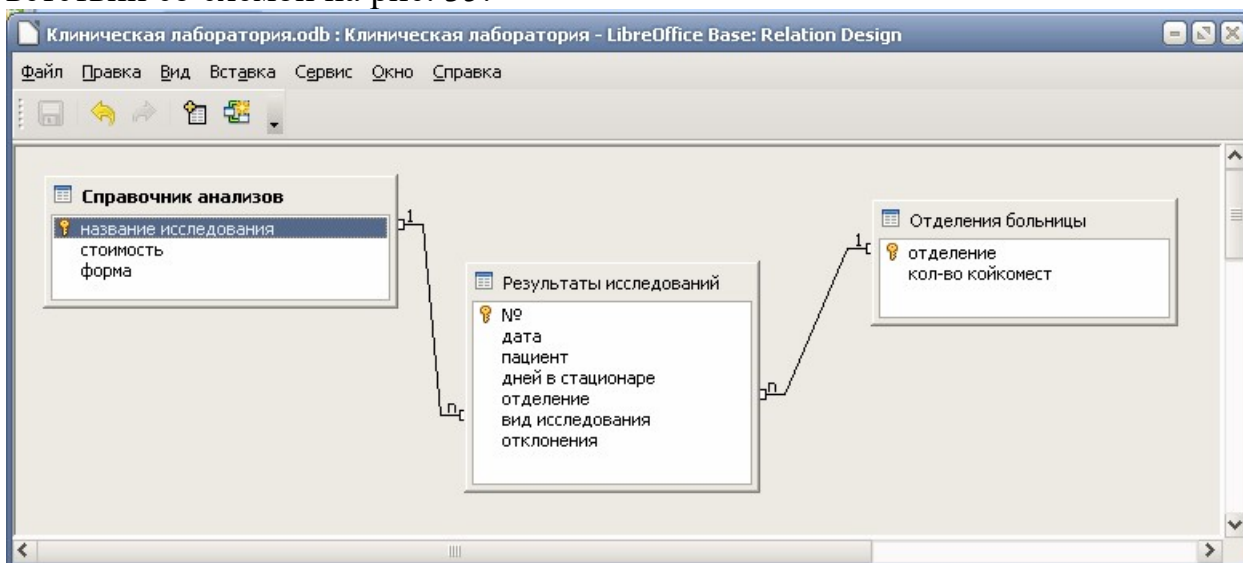 Клиническая лаборатория.odb : Клиническая лаборатория - LibreOffice Base: Relation Design
Файл Правка Вид Вставка Сервис Окно Справка
Справочник анализов
название исследования
стоимость
форма
1
n
Результаты исследований
№
дата
пациент
дней в стационаре
отделение
вид исследования
отклонения
1
n
Отделения больницы
отделение
кол-во койкомест